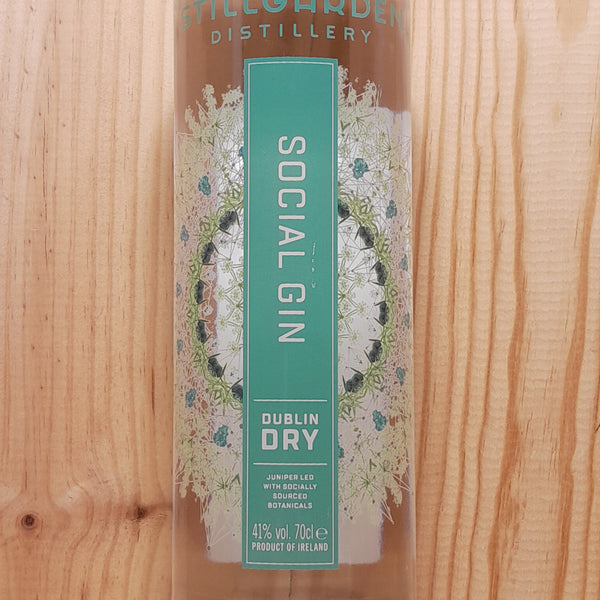 STILLGARDEN
DISTILLERY
SOCIAL GIN
DUBLIN
DRY
JUNIPER LED
WITH SOCIALLY
SOURCED
BOTANICALS
41% vol. 70cl ℮
PRODUCT OF IRELAND